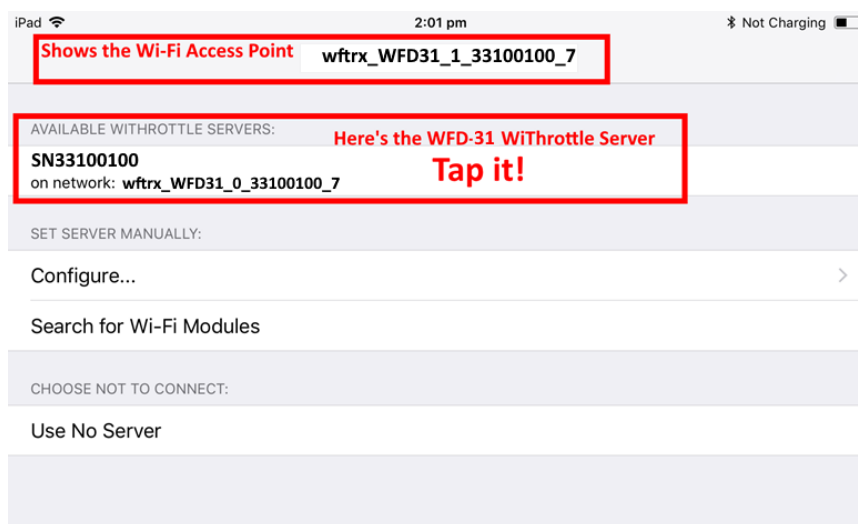 iPad 2:01 pm Not Charging
Shows the Wi-Fi Access Point wftrx_WFD31_1_33100100_7
AVAILABLE WITHROTTLE SERVERS:
Here's the WFD-31 WiThrottle Server
SN33100100
Tap it!
on network: wftrx_WFD31_0_33100100_7
SET SERVER MANUALLY:
Configure...
Search for Wi-Fi Modules
CHOOSE NOT TO CONNECT:
Use No Server